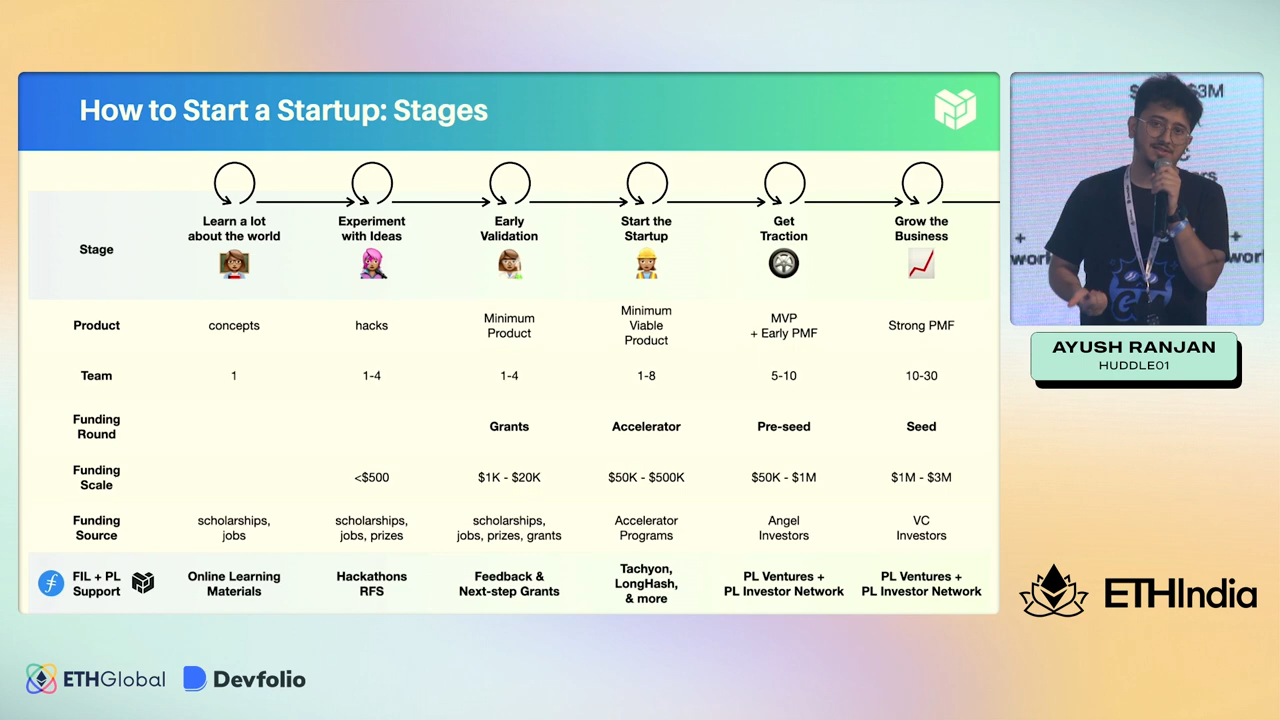 How to Start a Startup: Stages
Stage
Learn a lot
about the world
Experiment
with Ideas
Early
Validation
Start the
Startup
Get
Traction
Grow the
Business
Product
concepts
hacks
Minimum
Product
Minimum
Viable
Product
MVP
+ Early PMF
Strong PMF
Team
1
1-4
1-4
1-8
5-10
10-30
Funding
Round
Grants
Accelerator
Pre-seed
Seed
Funding
Scale
<$500
$1K - $20K
$50K - $500K
$50K - $1M
$1M - $3M
Funding
Source
scholarships,
jobs
scholarships,
jobs, prizes
scholarships,
jobs, prizes, grants
Accelerator
Programs
Angel
Investors
VC
Investors
FIL + PL
Support
Online Learning
Materials
Hackathons
RFS
Feedback &
Next-step Grants
Tachyon,
LongHash,
& more
PL Ventures +
PL Investor Network
PL Ventures +
PL Investor Network
$3M
AYUSH RANJAN
HUDDLE01
ETHIndia
ETHGlobal
Devfolio